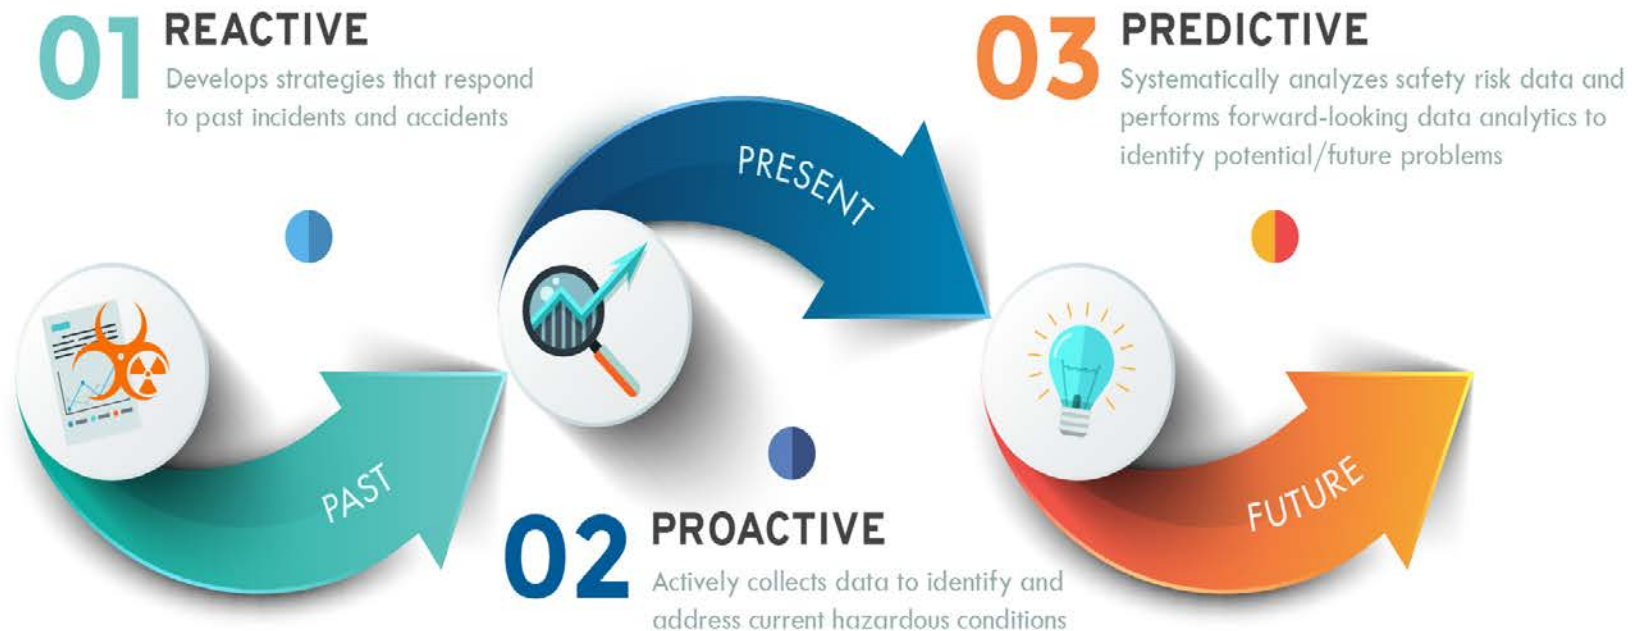 01 REACTIVE
Develops strategies that respond
to past incidents and accidents
PAST
PRESENT
02 PROACTIVE
Actively collects data to identify and
address current hazardous conditions
03 PREDICTIVE
Systematically analyzes safety risk data and
performs forward-looking data analytics to
identify potential/future problems
FUTURE